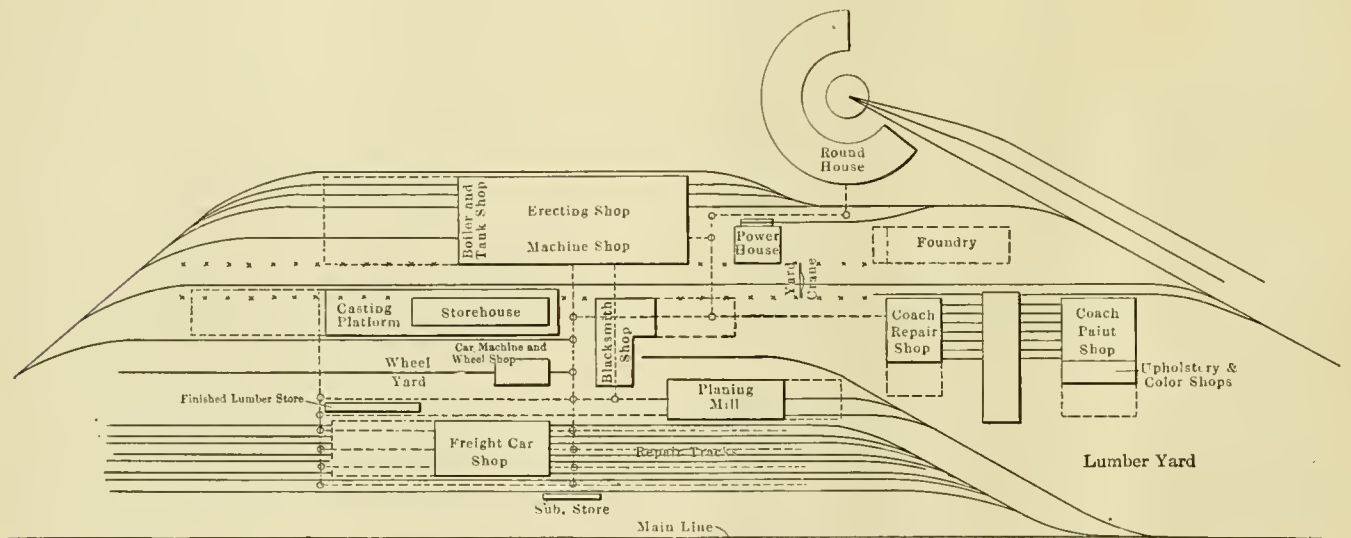 Round
House
Boiler and
Tank Shop
Erecting Shop
Machine Shop
Power
House
Foundry
Yard
Crane
Casting
Platform
Storehouse
Blacksmith
Shop
Coach
Repair
Shop
Coach
Paint
Shop
Car Machine and
Wheel Shop
Wheel
Yard
Upholstery &
Color Shops
Finished Lumber Store
Planing
Mill
Freight Car
Shop
Repair Tracks
Lumber Yard
Sub. Store
Main Line